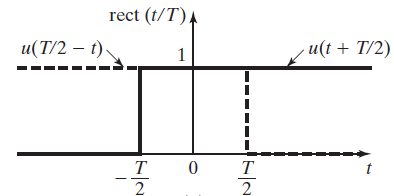 rect (t/T)
u(T/2 − t)
1
u(t + T/2)
−T/2
0
T/2
t